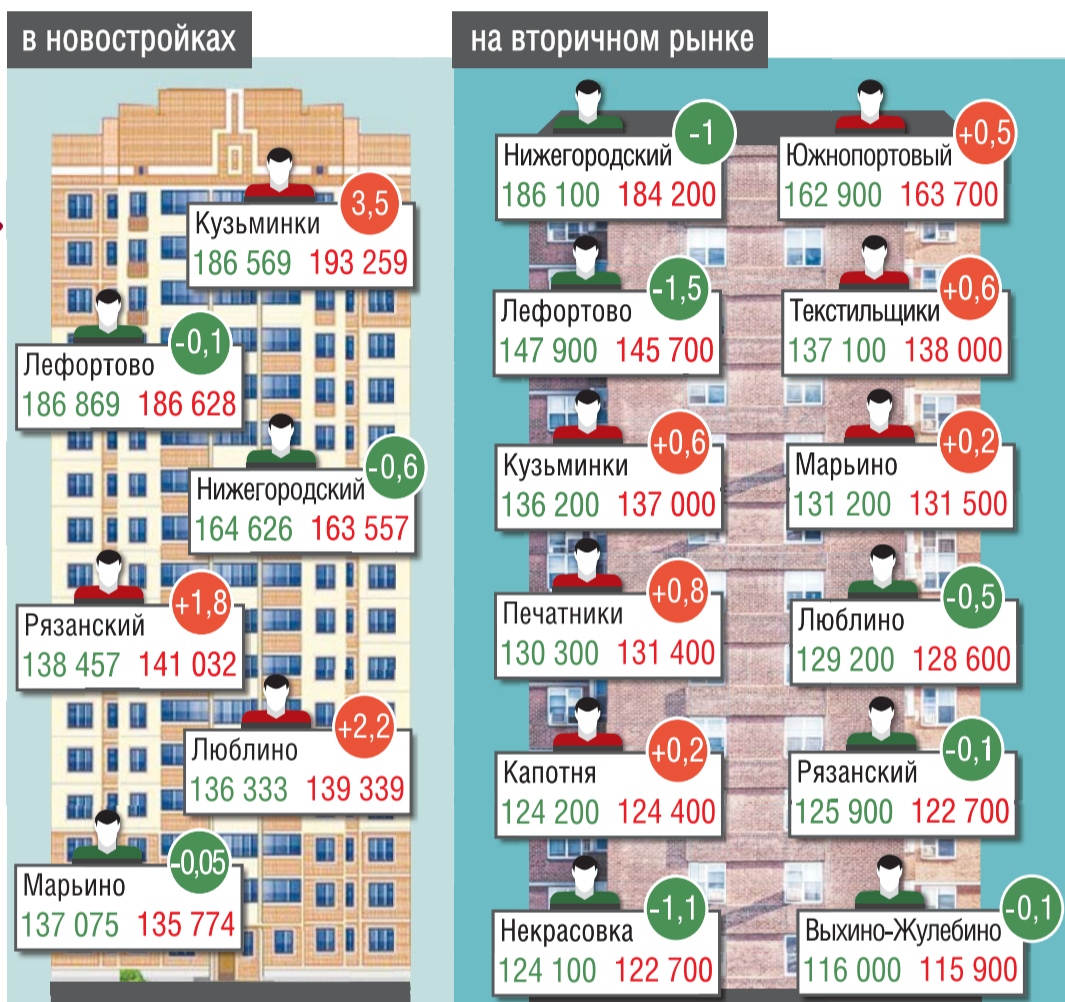 в новостройках
Кузьминки
3,5
186 569 193 259
Лефортово
-0,1
186 869 186 628
Нижегородский
-0,6
164 626 163 557
Рязанский
+1,8
138 457 141 032
Люблино
+2,2
136 333 139 339
Марьино
-0,05
137 075 135 774
на вторичном рынке
Нижегородский
-1
186 100 184 200
Южнопортовый
+0,5
162 900 163 700
Лефортово
-1,5
147 900 145 700
Текстильщики
+0,6
137 100 138 000
Кузьминки
+0,6
136 200 137 000
Марьино
+0,2
131 200 131 500
Печатники
+0,8
130 300 131 400
Люблино
-0,5
129 200 128 600
Капотня
+0,2
124 200 124 400
Рязанский
-0,1
125 900 122 700
Некрасовка
-1,1
124 100 122 700
Выхино-Жулебино
-0,1
116 000 115 900